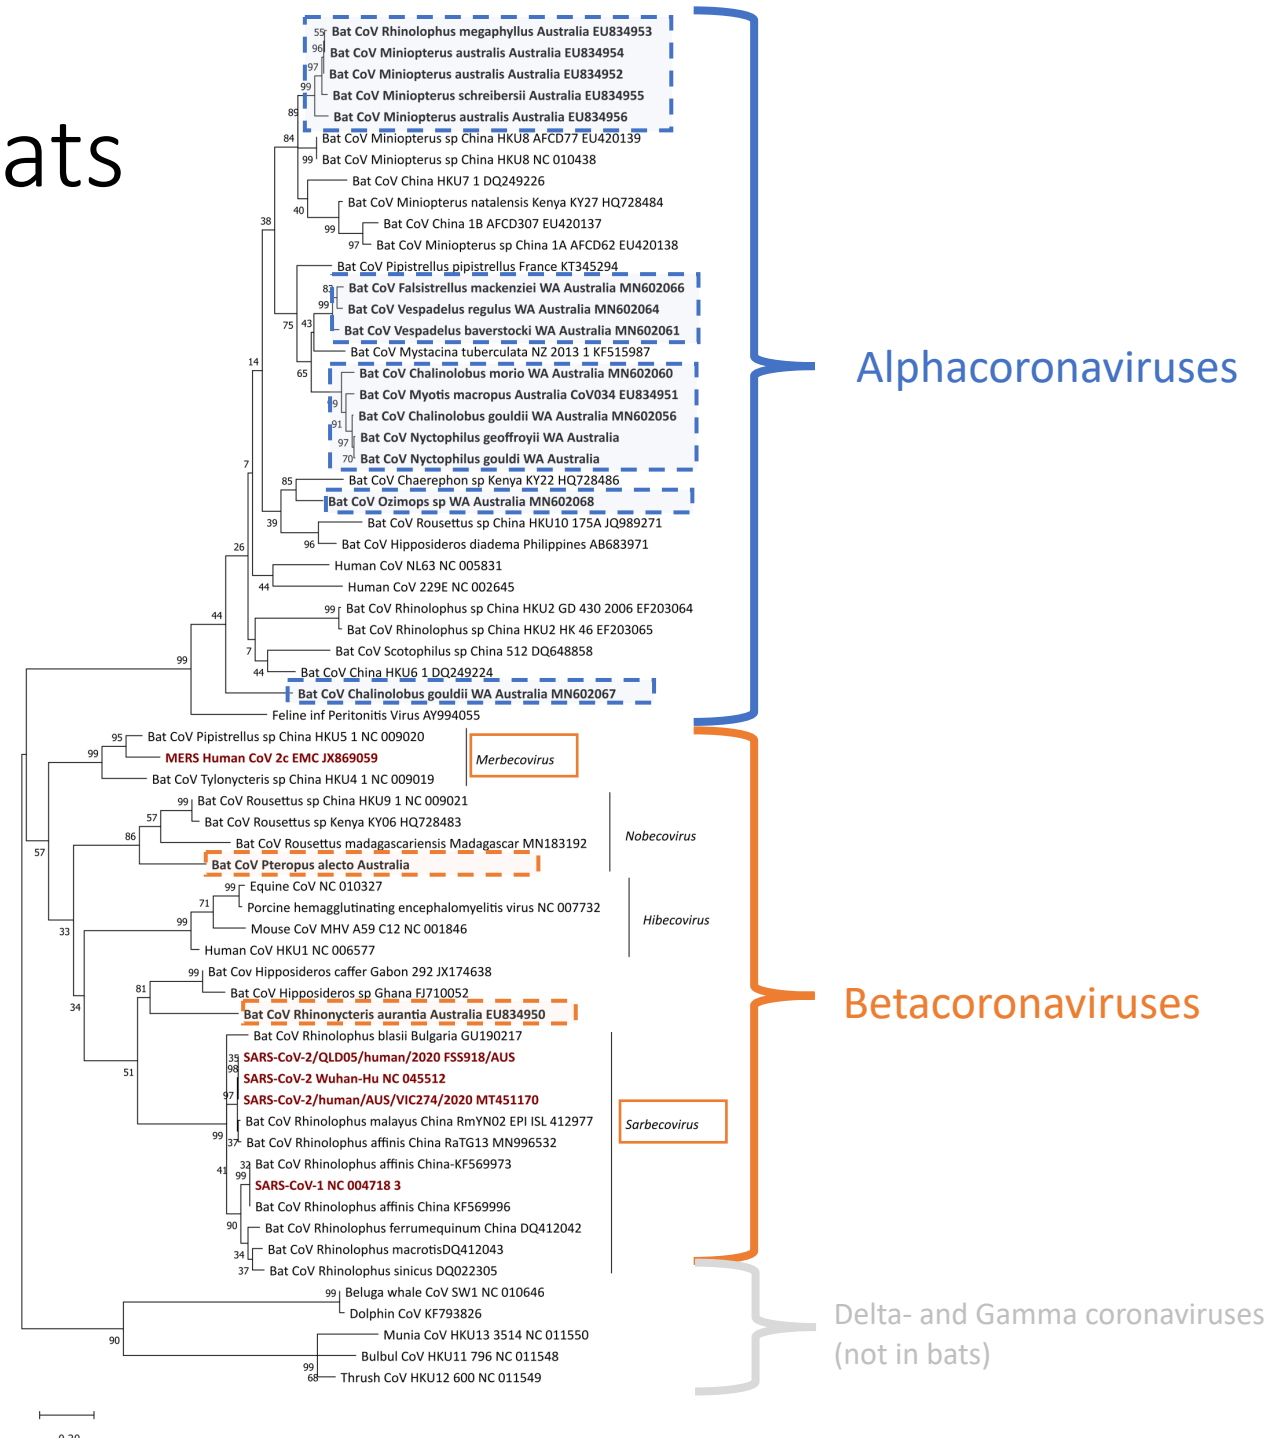 ats
55
Bat CoV Rhinolophus megaphyllus Australia EU834953
96
Bat CoV Miniopterus australis Australia EU834954
97
Bat CoV Miniopterus australis Australia EU834952
99
Bat CoV Miniopterus schreibersii Australia EU834955
89
Bat CoV Miniopterus australis Australia EU834956
84
Bat CoV Miniopterus sp China HKU8 AFCD77 EU420139
99
Bat CoV Miniopterus sp China HKU8 NC 010438
Bat CoV China HKU7 1 DQ249226
40
Bat CoV Miniopterus natalensis Kenya KY27 HQ728484
38
99
Bat CoV China 1B AFCD307 EU420137
97
Bat CoV Miniopterus sp China 1A AFCD62 EU420138
Bat CoV Pipistrellus pipistrellus France KT345294
83
Bat CoV Falsistrellus mackenziei WA Australia MN602066
99
Bat CoV Vespadelus regulus WA Australia MN602064
75
43
Bat CoV Vespadelus baverstocki WA Australia MN602061
14
Bat CoV Mystacina tuberculata NZ 2013 1 KF515987
65
Bat CoV Chalinolobus morio WA Australia MN602060
Alphacoronaviruses
Bat CoV Myotis macropus Australia CoV034 EU834951
99
Bat CoV Chalinolobus gouldii WA Australia MN602056
91
Bat CoV Nyctophilus geoffroyii WA Australia
97
Bat CoV Nyctophilus gouldi WA Australia
70
7
Bat CoV Chaerephon sp Kenya KY22 HQ728486
85
Bat CoV Ozimops sp WA Australia MN602068
39
Bat CoV Rousettus sp China HKU10 175A JQ989271
96
Bat CoV Hipposideros diadema Philippines AB683971
26
Human CoV NL63 NC 005831
44
Human CoV 229E NC 002645
44
99
Bat CoV Rhinolophus sp China HKU2 GD 430 2006 EF203064
Bat CoV Rhinolophus sp China HKU2 HK 46 EF203065
7
Bat CoV Scotophilus sp China 512 DQ648858
99
44
Bat CoV China HKU6 1 DQ249224
Bat CoV Chalinolobus gouldii WA Australia MN602067
Feline inf Peritonitis Virus AY994055
95
Bat CoV Pipistrellus sp China HKU5 1 NC 009020
99
MERS Human CoV 2c EMC JX869059
Merbecovirus
Bat CoV Tylonycteris sp China HKU4 1 NC 009019
99
Bat CoV Rousettus sp China HKU9 1 NC 009021
57
Bat CoV Rousettus sp Kenya KY06 HQ728483
86
Bat CoV Rousettus madagascariensis Madagascar MN183192
Nobecovirus
57
Bat CoV Pteropus alecto Australia
99
Equine CoV NC 010327
71
Porcine hemagglutinating encephalomyelitis virus NC 007732
99
Mouse CoV MHV A59 C12 NC 001846
Hibecovirus
33
Human CoV HKU1 NC 006577
99
Bat Cov Hipposideros caffer Gabon 292 JX174638
81
Bat CoV Hipposideros sp Ghana FJ710052
34
Bat CoV Rhinonycteris aurantia Australia EU834950
Betacoronaviruses
Bat CoV Rhinolophus blasii Bulgaria GU190217
35
SARS-CoV-2/QLD05/human/2020 FSS918/AUS
98
51
SARS-CoV-2 Wuhan-Hu NC 045512
97
SARS-CoV-2/human/AUS/VIC274/2020 MT451170
Bat CoV Rhinolophus malayus China RmYN02 EPI ISL 412977
Sarbecovirus
99
37
Bat CoV Rhinolophus affinis China RaTG13 MN996532
41
32
Bat CoV Rhinolophus affinis China-KF569973
99
SARS-CoV-1 NC 004718 3
Bat CoV Rhinolophus affinis China KF569996
90
Bat CoV Rhinolophus ferrumequinum China DQ412042
34
Bat CoV Rhinolophus macrotisDQ412043
37
Bat CoV Rhinolophus sinicus DQ022305
99
Beluga whale CoV SW1 NC 010646
Dolphin CoV KF793826
Delta- and Gamma coronaviruses
(not in bats)
90
Munia CoV HKU13 3514 NC 011550
Bulbul CoV HKU11 796 NC 011548
99
68
Thrush CoV HKU12 600 NC 011549
0.20